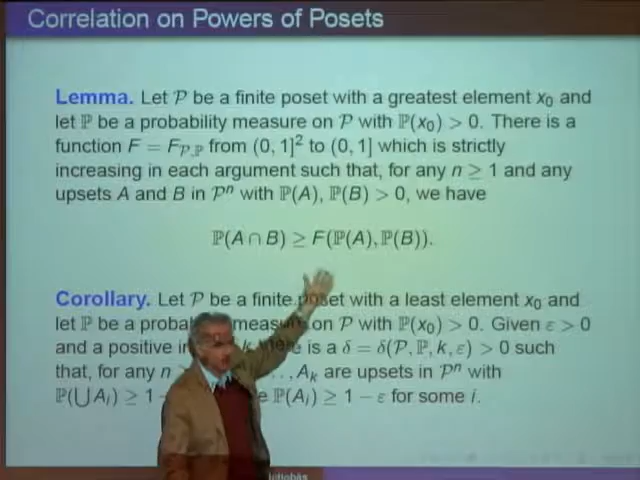 Correlation on Powers of Posets
Lemma. Let 𝒫 be a finite poset with a greatest element x₀ and
let ℙ be a probability measure on 𝒫 with ℙ(x₀) > 0. There is a
function F = F_{𝒫,ℙ} from (0, 1]² to (0, 1] which is strictly
increasing in each argument such that, for any n ≥ 1 and any
upsets A and B in 𝒫ⁿ with ℙ(A), ℙ(B) > 0, we have
ℙ(A ∩ B) ≥ F(ℙ(A), ℙ(B)).
Corollary. Let 𝒫 be a finite poset with a least element x₀ and
let ℙ be a proba measure on 𝒫 with ℙ(x₀) > 0. Given ε > 0
and a positive in k is a δ = δ(𝒫, ℙ, k, ε) > 0 such
that, for any n , A_k are upsets in 𝒫ⁿ with
ℙ(⋃ A_i) ≥ 1 ℙ(A_i) ≥ 1 − ε for some i.